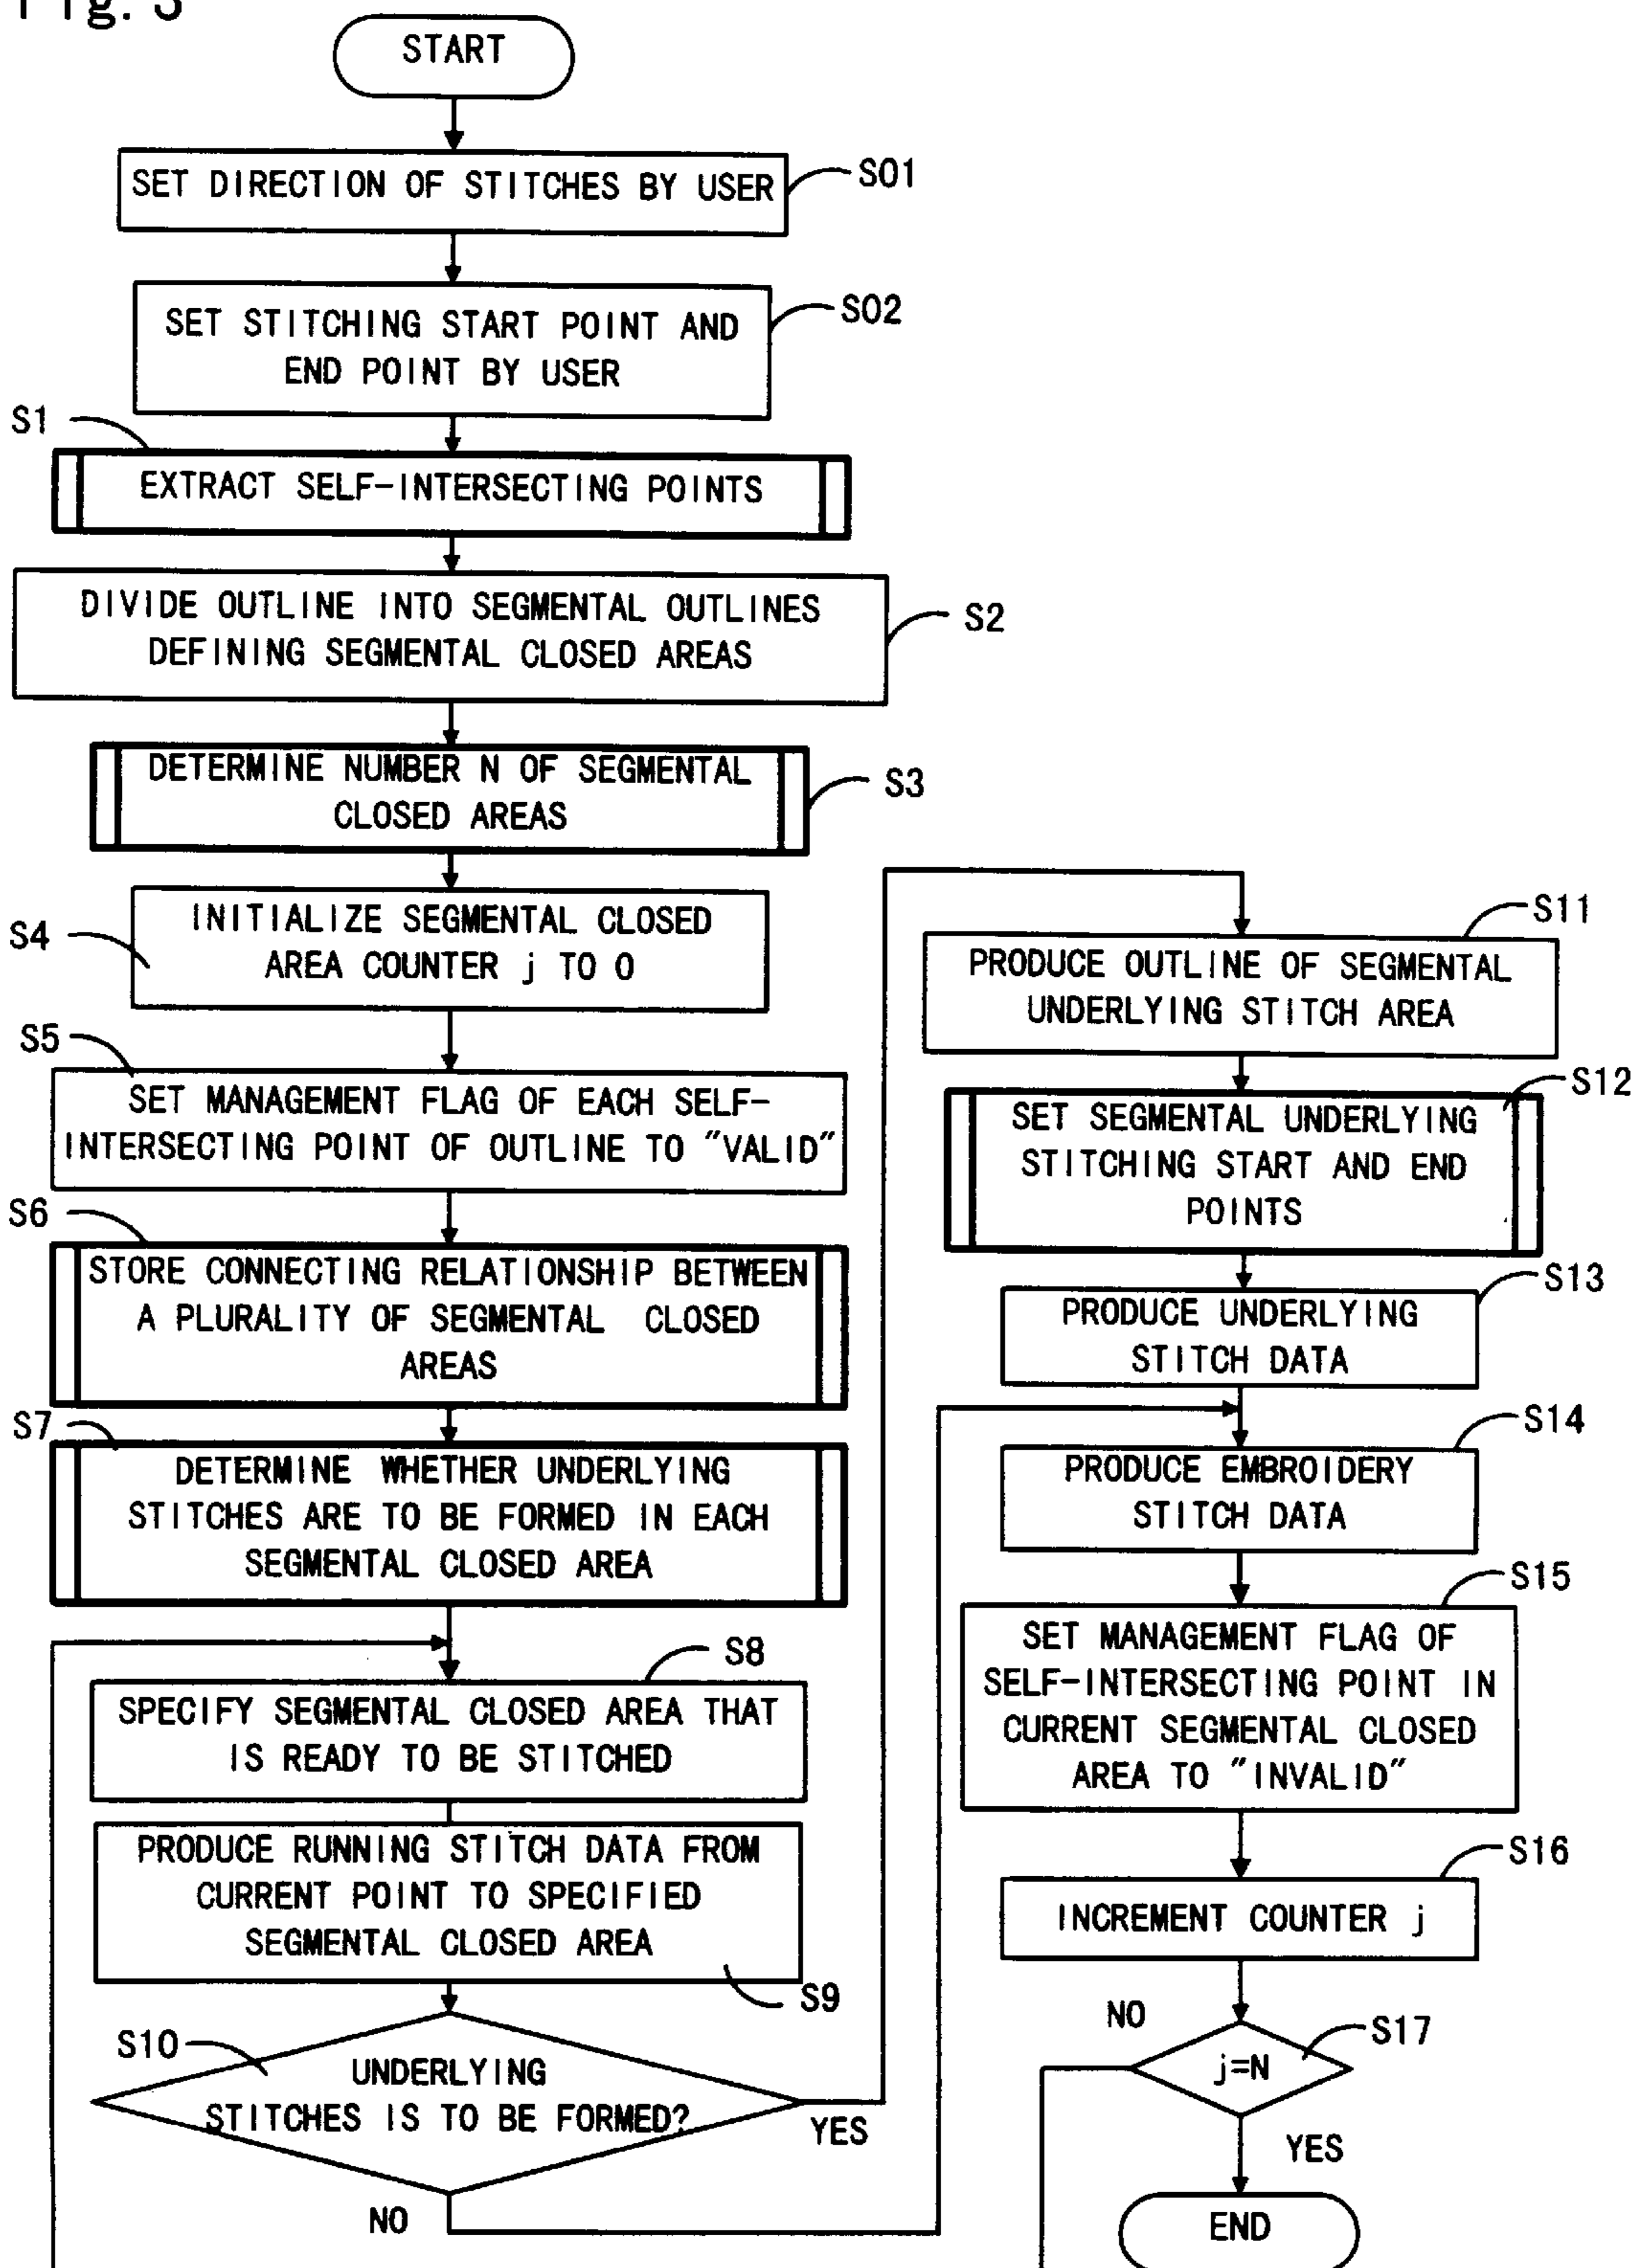 Fig. 3
START
SET DIRECTION OF STITCHES BY USER
S01
SET STITCHING START POINT AND
END POINT BY USER
S02
S1
EXTRACT SELF-INTERSECTING POINTS
DIVIDE OUTLINE INTO SEGMENTAL OUTLINES
DEFINING SEGMENTAL CLOSED AREAS
S2
DETERMINE NUMBER N OF SEGMENTAL
CLOSED AREAS
S3
S4
INITIALIZE SEGMENTAL CLOSED
AREA COUNTER j TO 0
S5
SET MANAGEMENT FLAG OF EACH SELF-
INTERSECTING POINT OF OUTLINE TO "VALID"
S6
STORE CONNECTING RELATIONSHIP BETWEEN
A PLURALITY OF SEGMENTAL CLOSED
AREAS
S7
DETERMINE WHETHER UNDERLYING
STITCHES ARE TO BE FORMED IN EACH
SEGMENTAL CLOSED AREA
S8
SPECIFY SEGMENTAL CLOSED AREA THAT
IS READY TO BE STITCHED
PRODUCE RUNNING STITCH DATA FROM
CURRENT POINT TO SPECIFIED
SEGMENTAL CLOSED AREA
S9
S10
UNDERLYING
STITCHES IS TO BE FORMED?
YES
NO
S11
PRODUCE OUTLINE OF SEGMENTAL
UNDERLYING STITCH AREA
S12
SET SEGMENTAL UNDERLYING
STITCHING START AND END
POINTS
S13
PRODUCE UNDERLYING
STITCH DATA
S14
PRODUCE EMBROIDERY
STITCH DATA
S15
SET MANAGEMENT FLAG OF
SELF-INTERSECTING POINT IN
CURRENT SEGMENTAL CLOSED
AREA TO "INVALID"
S16
INCREMENT COUNTER j
NO
S17
j=N
YES
END